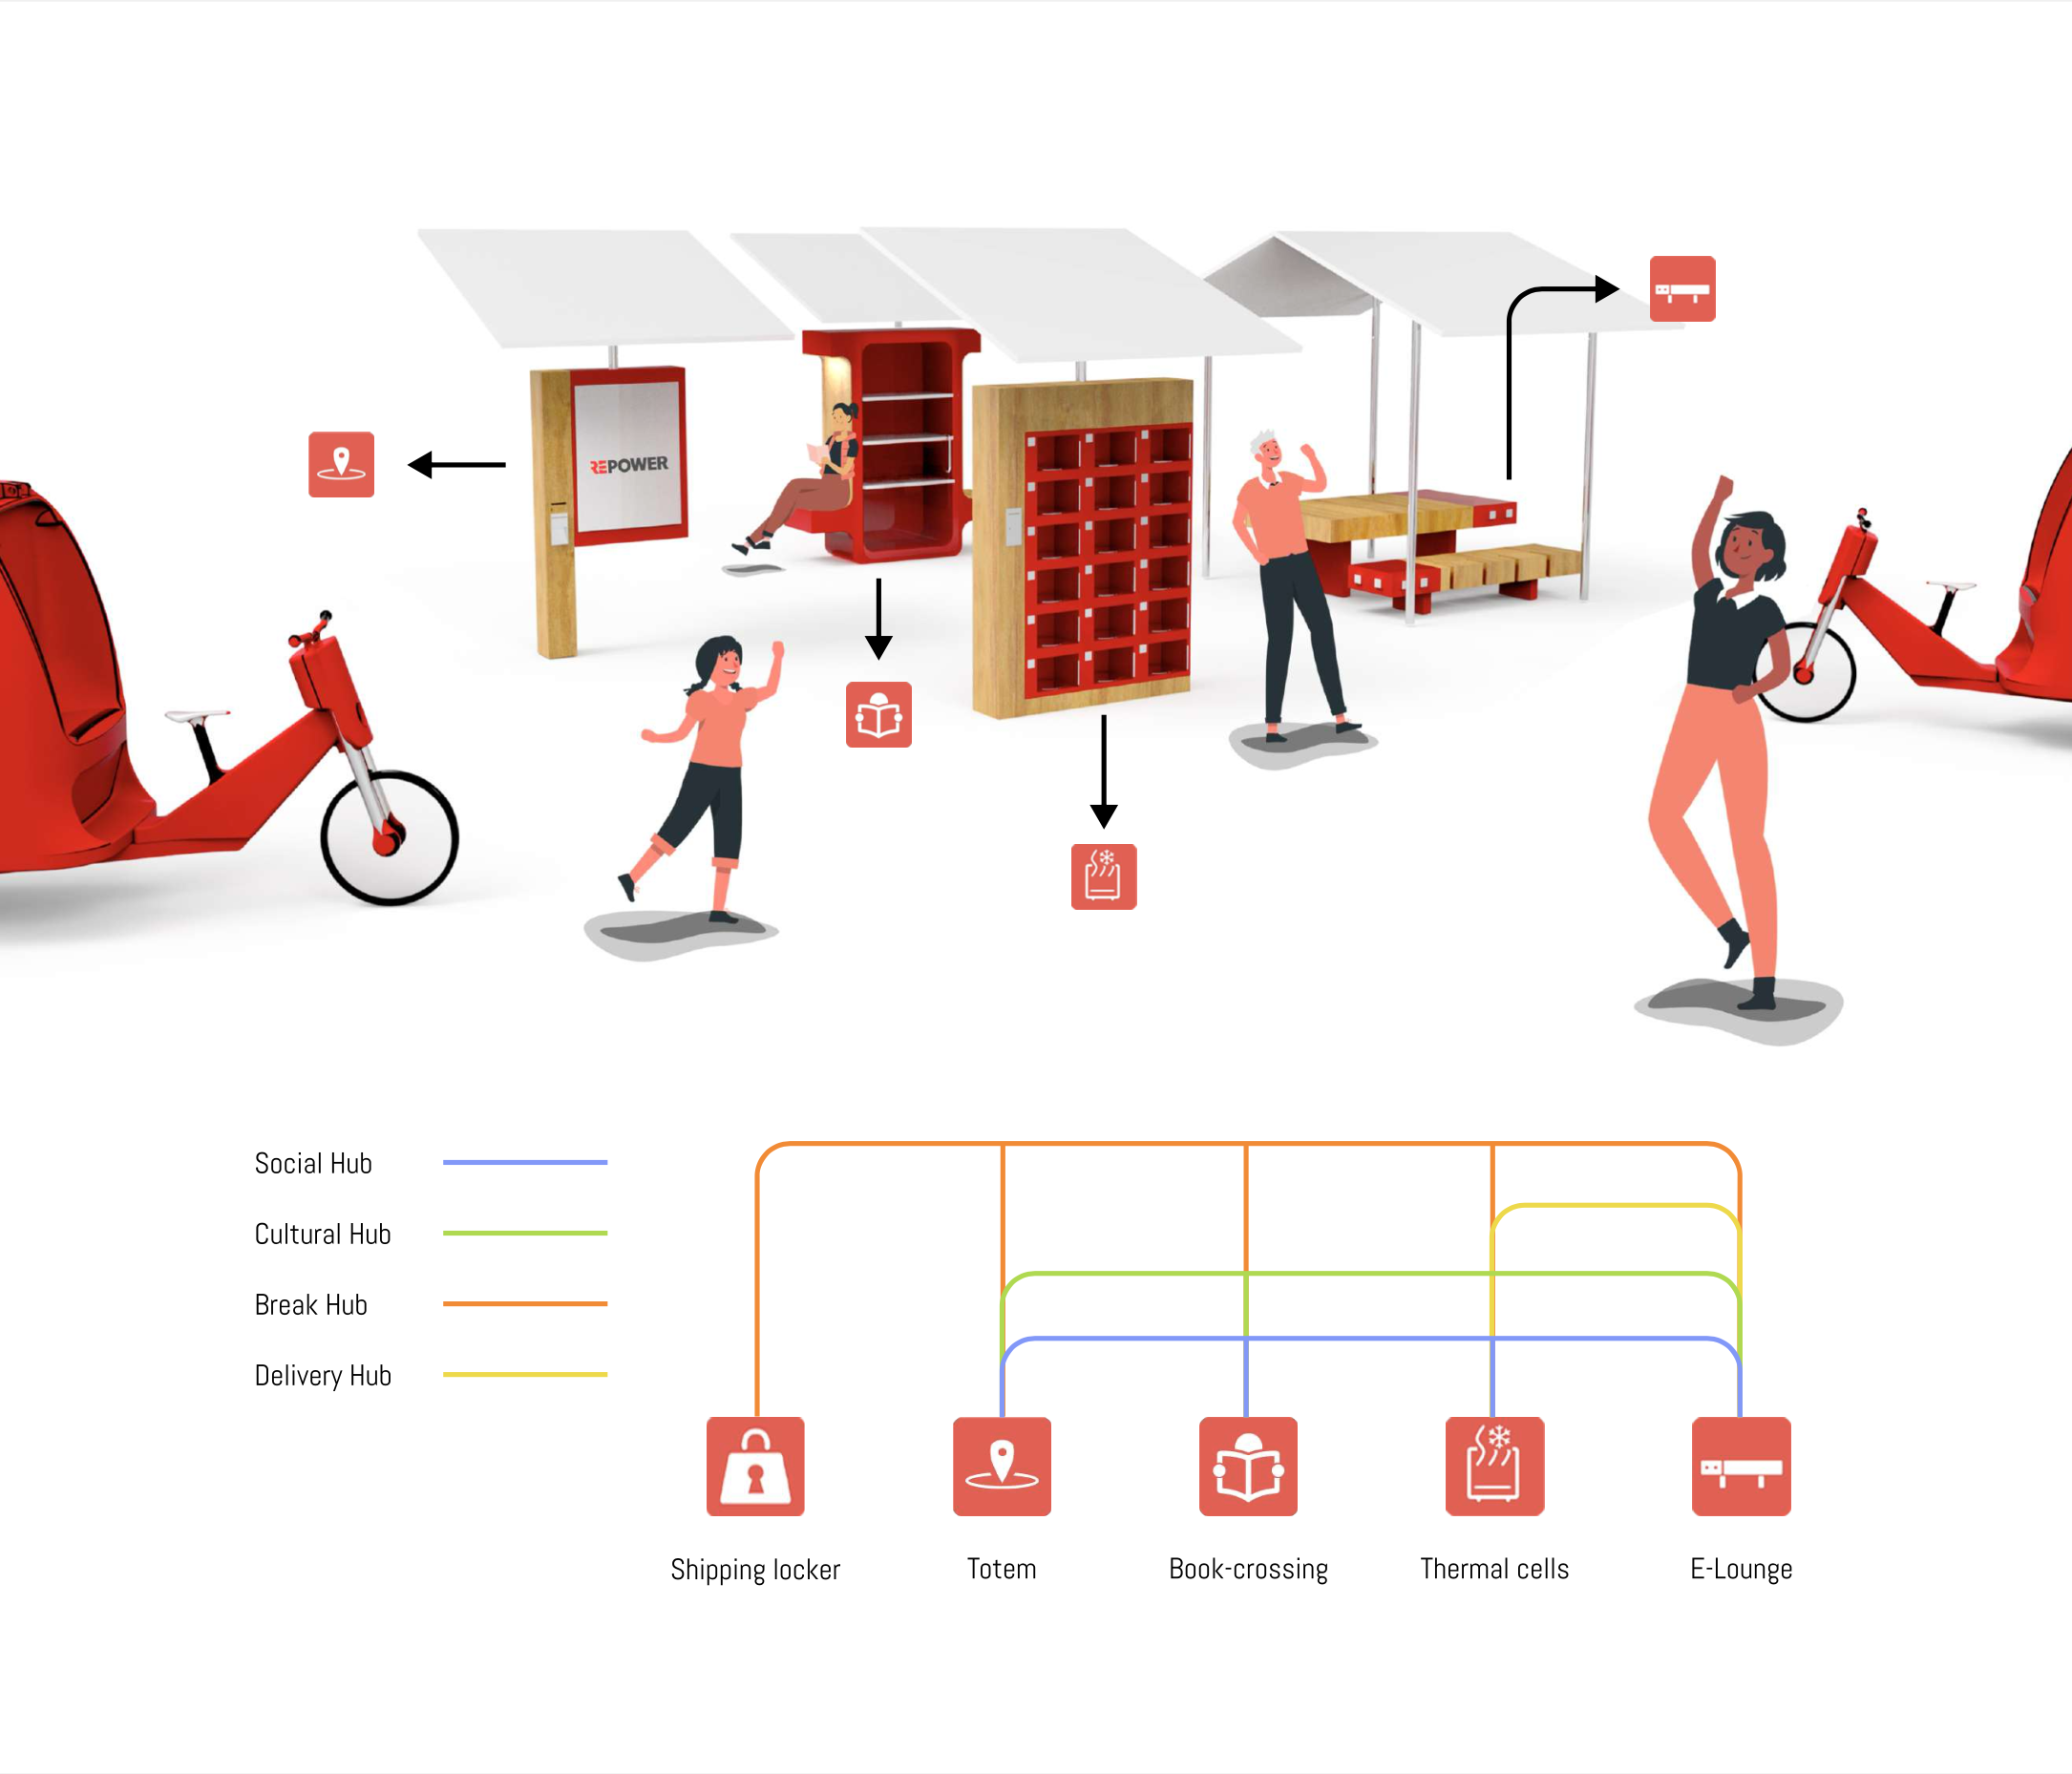 REPOWER
Social Hub
Cultural Hub
Break Hub
Delivery Hub
Shipping locker
Totem
Book-crossing
Thermal cells
E-Lounge